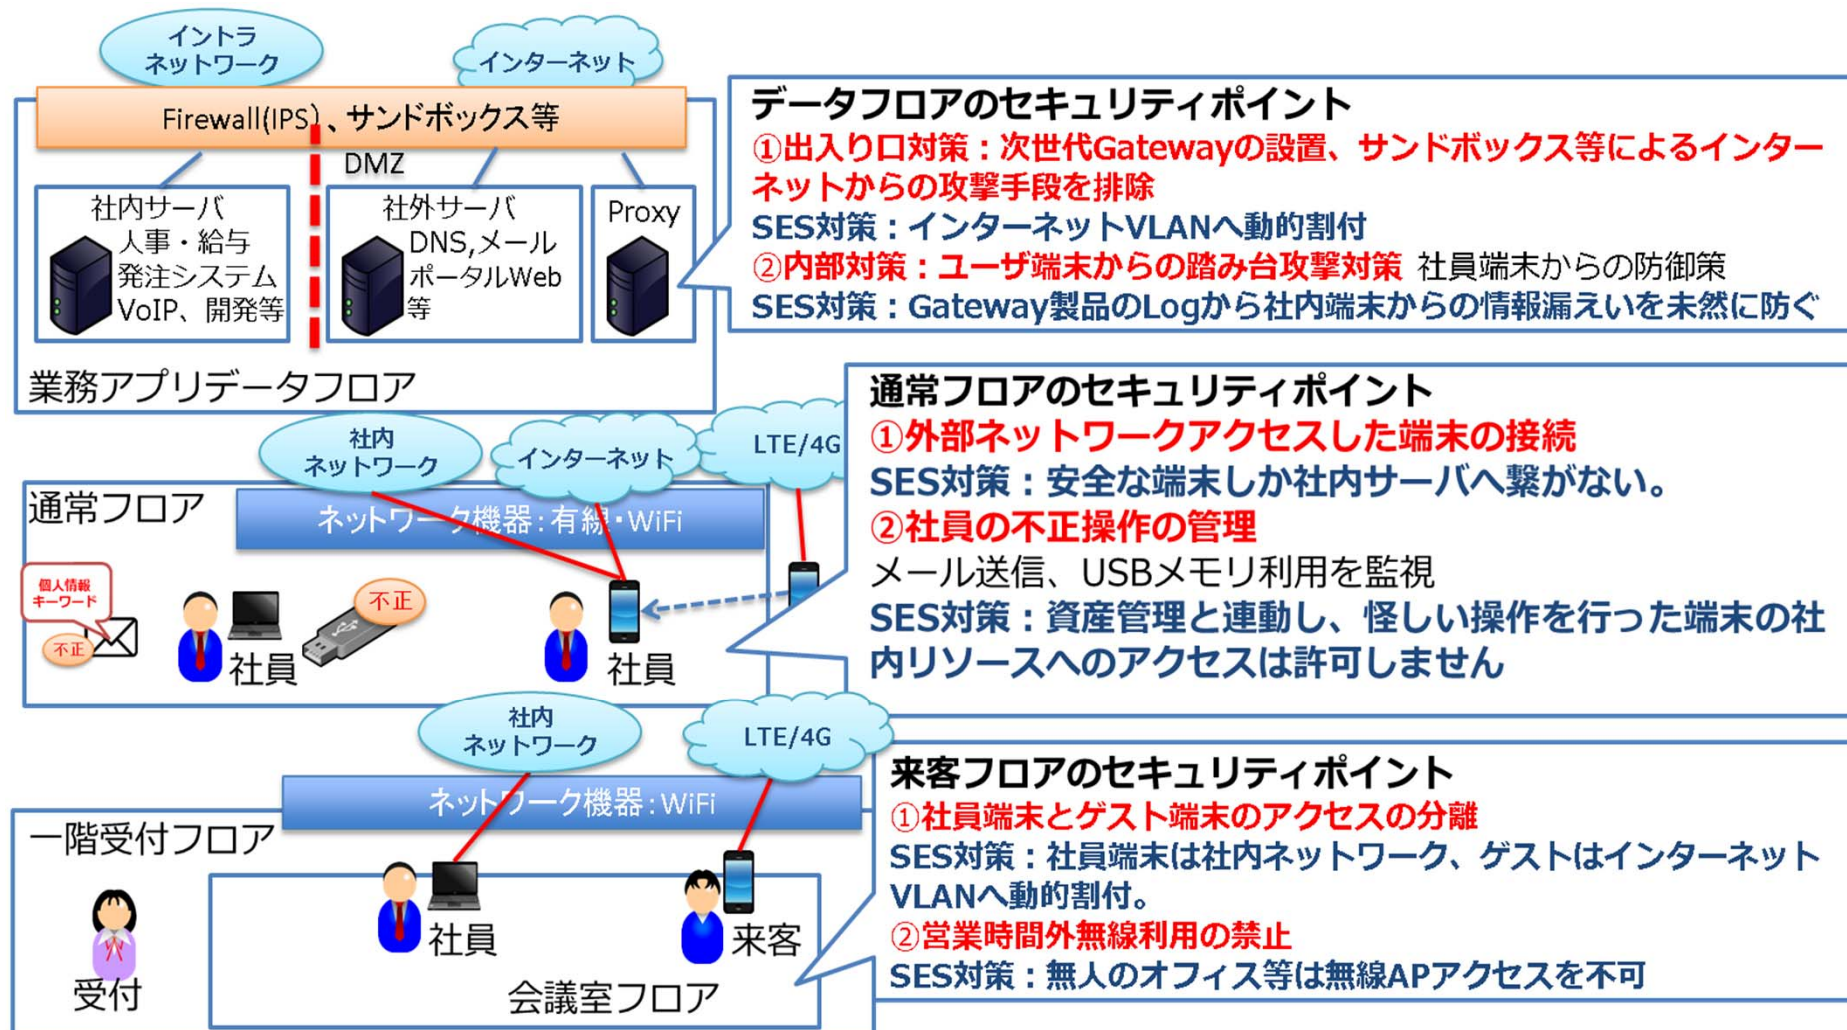 イントラ
ネットワーク
インターネット
Firewall(IPS)、サンドボックス等
DMZ
社内サーバ
人事・給与
発注システム
VoIP、開発等
社外サーバ
DNS,メール
ポータルWeb
等
Proxy
業務アプリデータフロア
データフロアのセキュリティポイント
①出入り口対策：次世代Gatewayの設置、サンドボックス等によるインター
ネットからの攻撃手段を排除
SES対策：インターネットVLANへ動的割付
②内部対策：ユーザ端末からの踏み台攻撃対策 社員端末からの防御策
SES対策：Gateway製品のLogから社内端末からの情報漏えいを未然に防ぐ
社内
ネットワーク
インターネット
LTE/4G
通常フロア
ネットワーク機器：有線・WiFi
個人情報
キーワード
不正
社員
不正
社員
通常フロアのセキュリティポイント
①外部ネットワークアクセスした端末の接続
SES対策：安全な端末しか社内サーバへ繋がない。
②社員の不正操作の管理
メール送信、USBメモリ利用を監視
SES対策：資産管理と連動し、怪しい操作を行った端末の社
内リソースへのアクセスは許可しません
社内
ネットワーク
LTE/4G
ネットワーク機器：WiFi
一階受付フロア
受付
社員
来客
会議室フロア
来客フロアのセキュリティポイント
①社員端末とゲスト端末のアクセスの分離
SES対策：社員端末は社内ネットワーク、ゲストはインターネット
VLANへ動的割付。
②営業時間外無線利用の禁止
SES対策：無人のオフィス等は無線APアクセスを不可